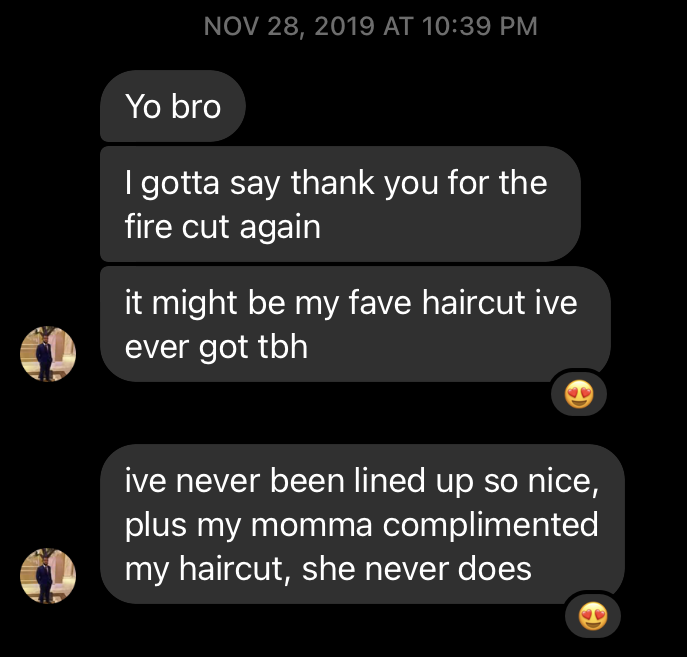 NOV 28, 2019 AT 10:39 PM
Yo bro
I gotta say thank you for the
fire cut again
it might be my fave haircut ive
ever got tbh
ive never been lined up so nice,
plus my momma complimented
my haircut, she never does